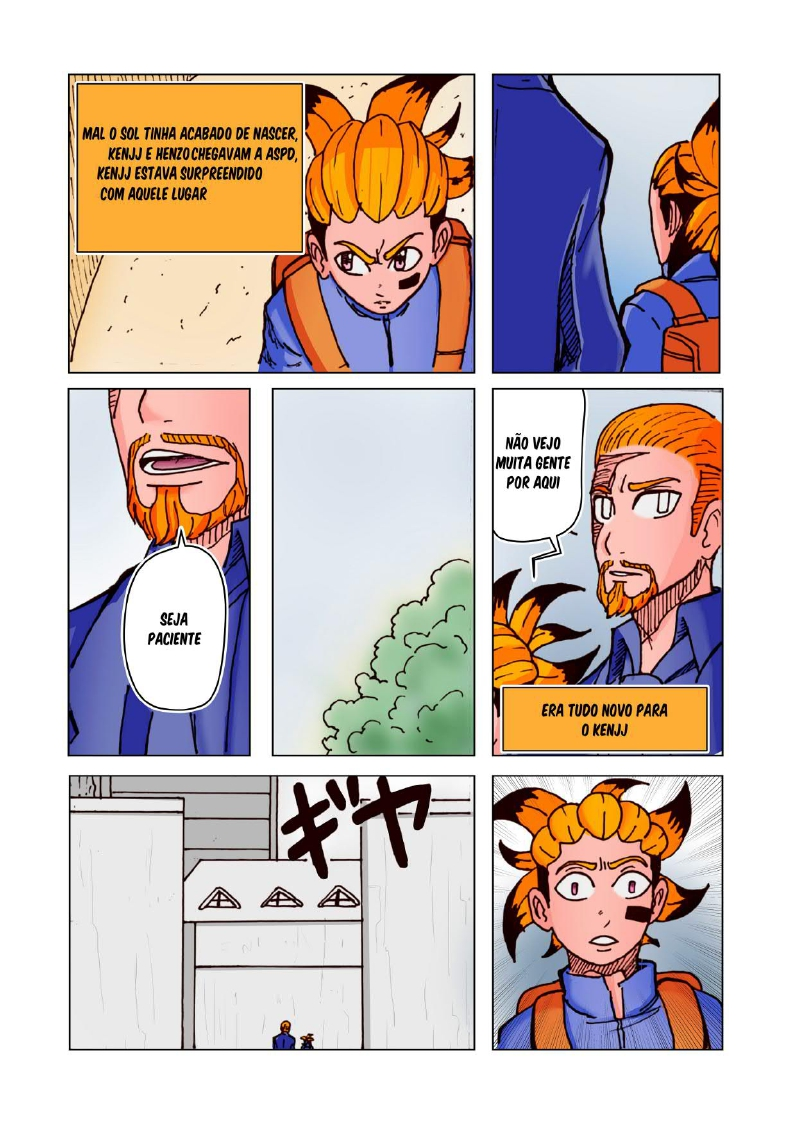 MAL O SOL TINHA ACABADO DE NASCER,
KENJJ E HENZO CHEGAVAM A ASPD,
KENJJ ESTAVA SURPREENDIDO
COM AQUELE LUGAR
SEJA
PACIENTE
NÃO VEJO
MUITA GENTE
POR AQUI
ERA TUDO NOVO PARA
O KENJJ
ギヤ